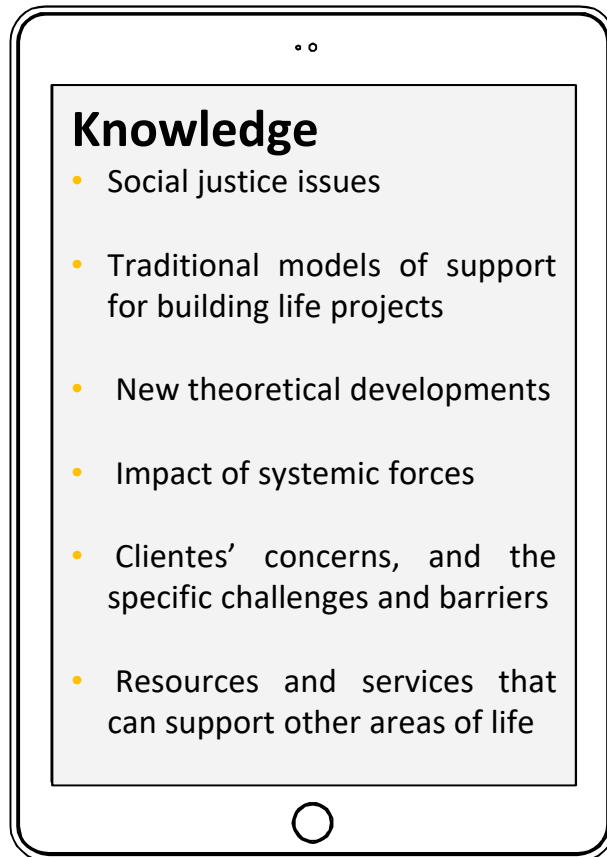 Knowledge
• Social justice issues
• Traditional models of support
for building life projects
• New theoretical developments
• Impact of systemic forces
• Clientes’ concerns, and the
specific challenges and barriers
• Resources and services that
can support other areas of life